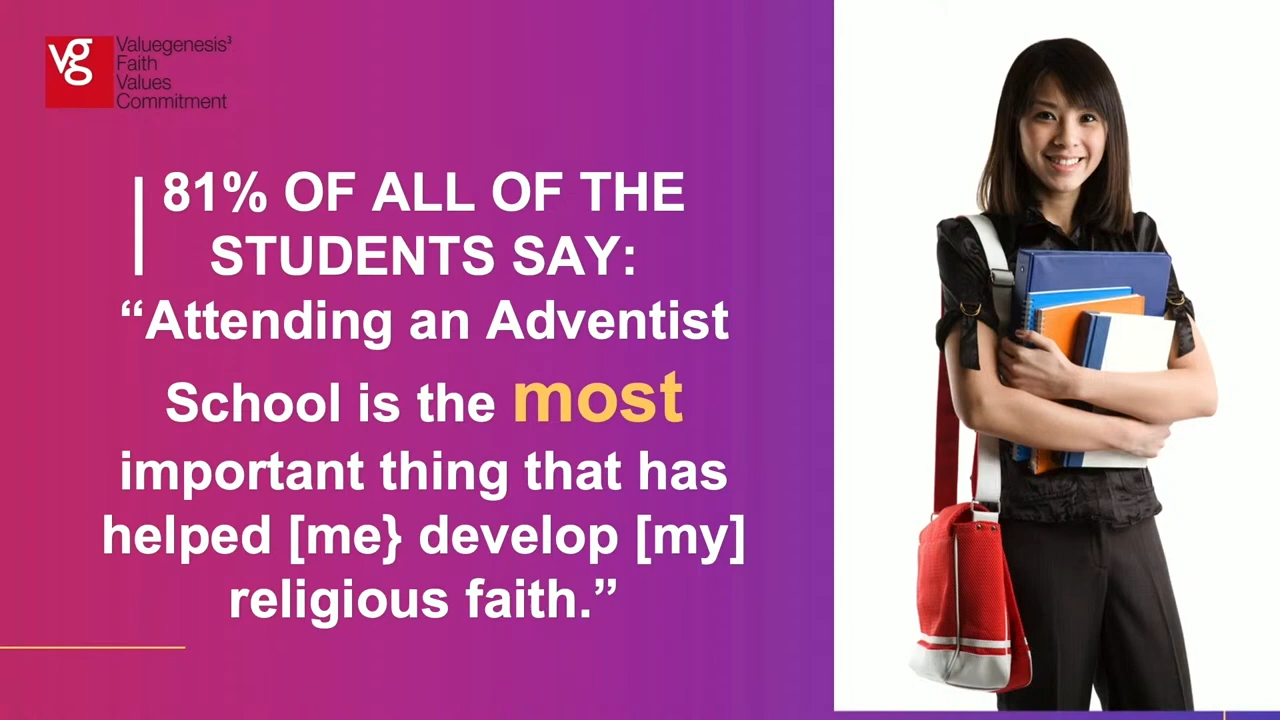 vg
Valuegenesis³
Faith
Values
Commitment
81% OF ALL OF THE
STUDENTS SAY:
“Attending an Adventist
School is the most
important thing that has
helped [me} develop [my]
religious faith.”